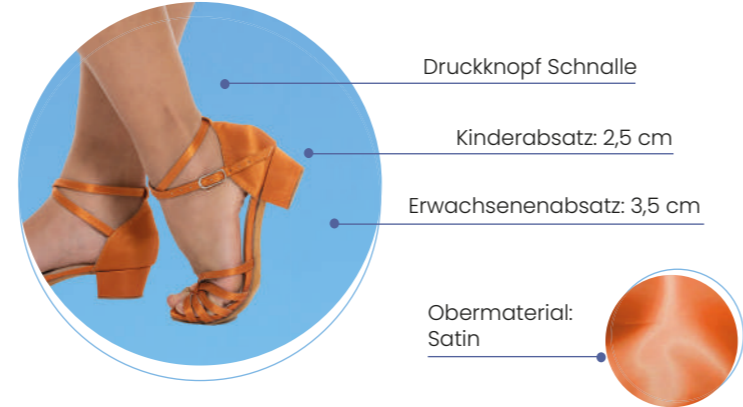 Druckknopf Schnalle
Kinderabsatz: 2,5 cm
Erwachsenenabsatz: 3,5 cm
Obermaterial:
Satin